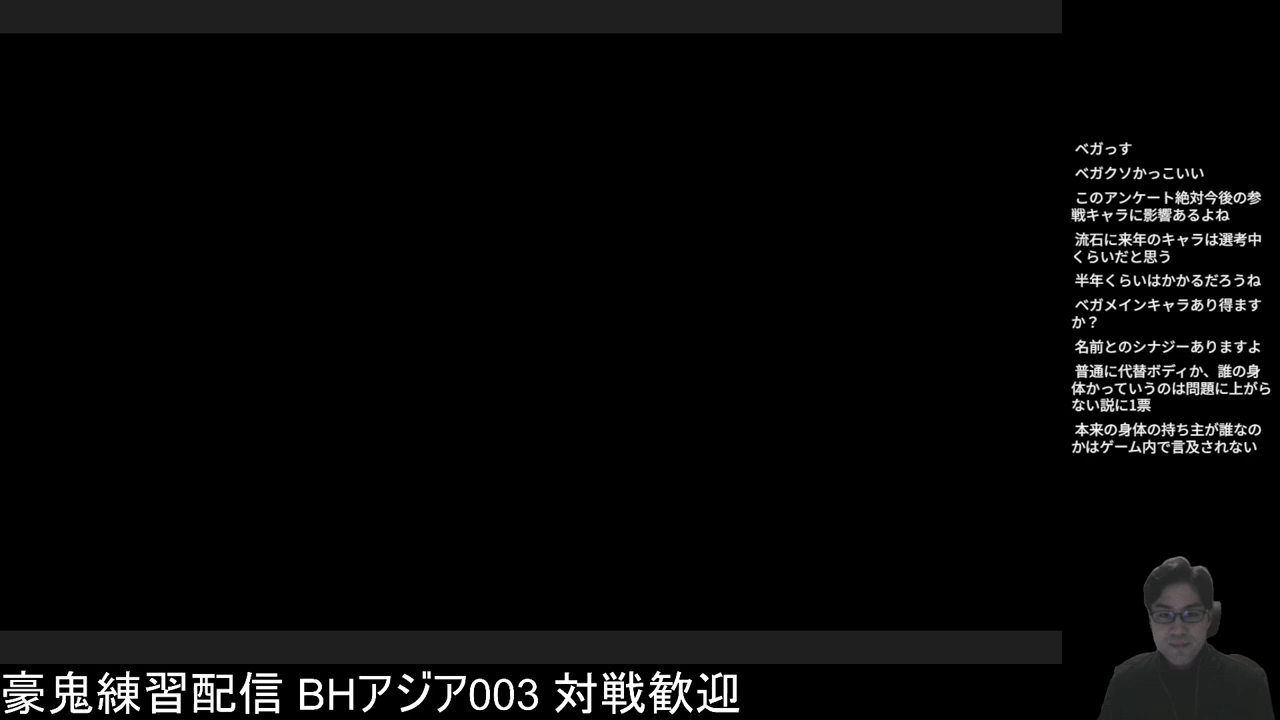 ベガっす
ベガクソかっこいい
このアンケート絶対今後の参
戦キャラに影響あるよね
流石に来年のキャラは選考中
くらいだと思う
半年くらいはかかるだろうね
ベガメインキャラあり得ます
か？
名前とのシナジーありますよ
普通に代替ボディか、誰の身
体かっていうのは問題に上がら
ない説に1票
本来の身体の持ち主が誰なの
かはゲーム内で言及されない
豪鬼練習配信 BHアジア003 対戦歓迎